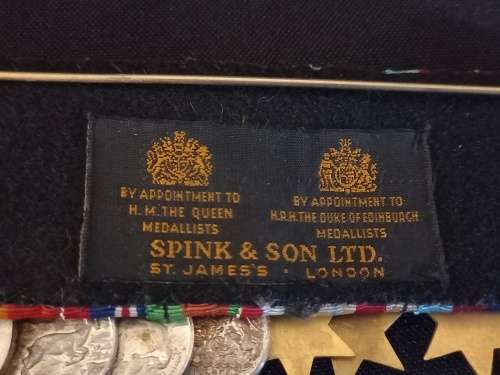 BY APPOINTMENT TO
H.M. THE QUEEN
MEDALLISTS
BY APPOINTMENT TO
H.R.H. THE DUKE OF EDINBURGH
MEDALLISTS
SPINK & SON LTD.
ST. JAMES'S · LONDON